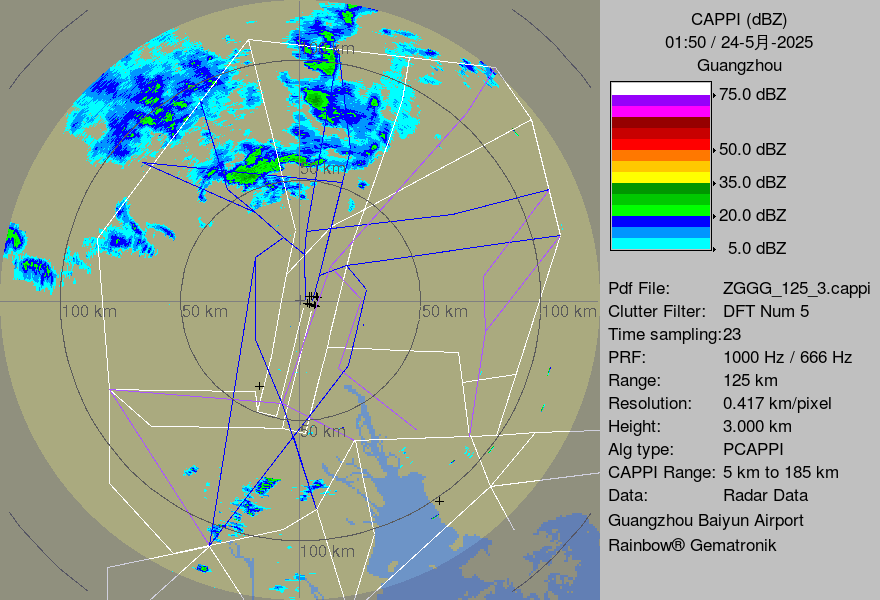 CAPPI (dBZ)
01:50 / 24-5月-2025
Guangzhou
75.0 dBZ
50.0 dBZ
35.0 dBZ
20.0 dBZ
5.0 dBZ
Pdf File: ZGGG_125_3.cappi
Clutter Filter: DFT Num 5
Time sampling:23
PRF: 1000 Hz / 666 Hz
Range: 125 km
Resolution: 0.417 km/pixel
Height: 3.000 km
Alg type: PCAPPI
CAPPI Range: 5 km to 185 km
Data: Radar Data
Guangzhou Baiyun Airport
Rainbow® Gematronik
100 km
50 km
100 km
50 km
50 km
100 km
50 km
100 km